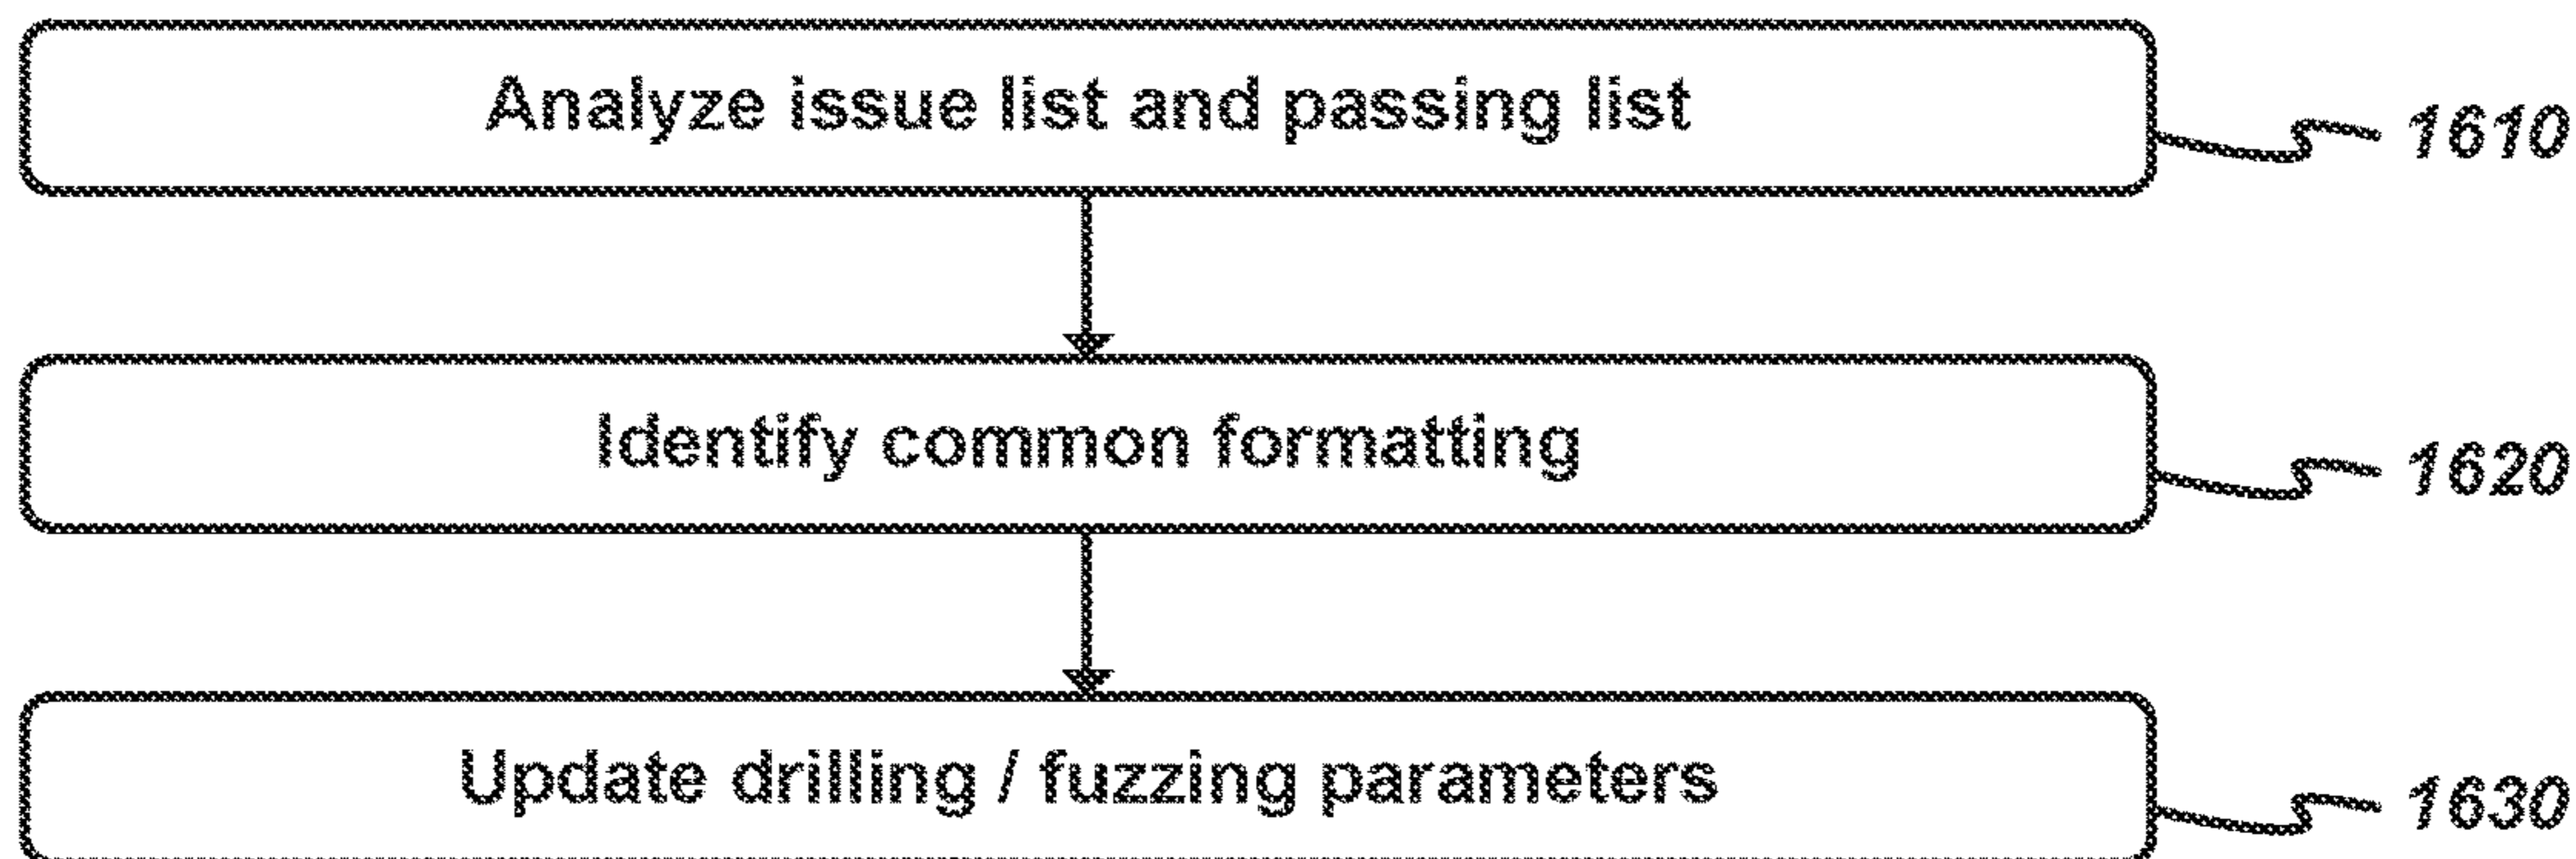 Analyze issue list and passing list
1610
Identify common formatting
1620
Update drilling / fuzzing parameters
1630